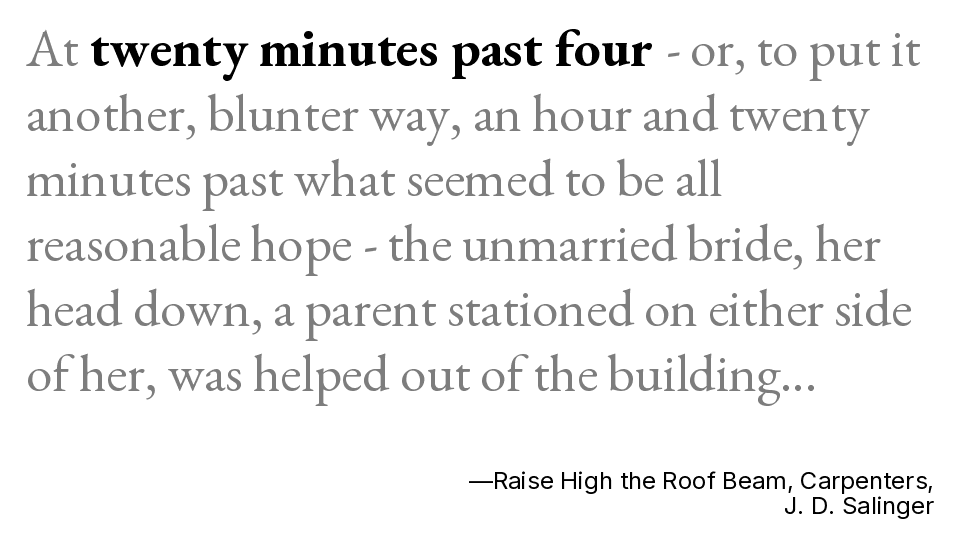 At twenty minutes past four - or, to put it
another, blunter way, an hour and twenty
minutes past what seemed to be all
reasonable hope - the unmarried bride, her
head down, a parent stationed on either side
of her, was helped out of the building...
—Raise High the Roof Beam, Carpenters,
J. D. Salinger